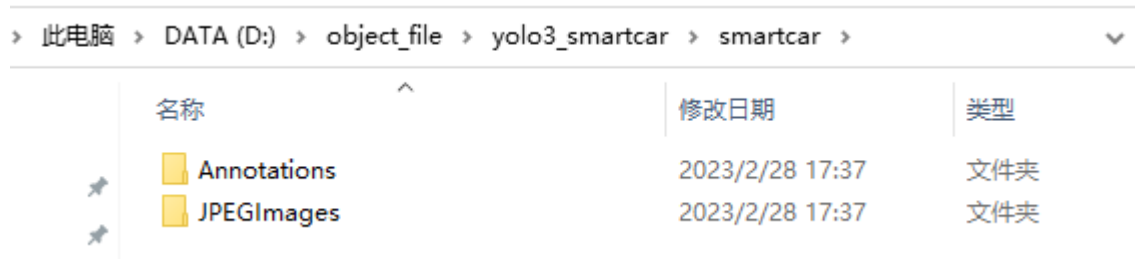 > 此电脑 > DATA (D:) > object_file > yolo3_smartcar > smartcar >
名称 修改日期 类型
Annotations 2023/2/28 17:37 文件夹
JPEGImages 2023/2/28 17:37 文件夹